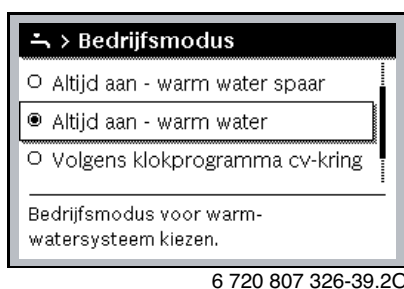 > Bedrijfsmodus
Altijd aan - warm water spaar
Altijd aan - warm water
Volgens klokprogramma cv-kring
Bedrijfsmodus voor warm-
watersysteem kiezen.
6 720 807 326-39.2O